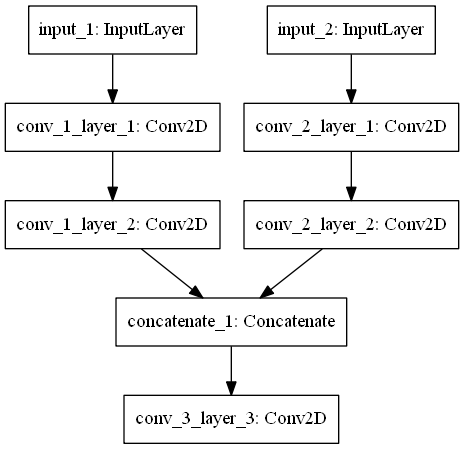 input_1: InputLayer
input_2: InputLayer
conv_1_layer_1: Conv2D
conv_2_layer_1: Conv2D
conv_1_layer_2: Conv2D
conv_2_layer_2: Conv2D
concatenate_1: Concatenate
conv_3_layer_3: Conv2D